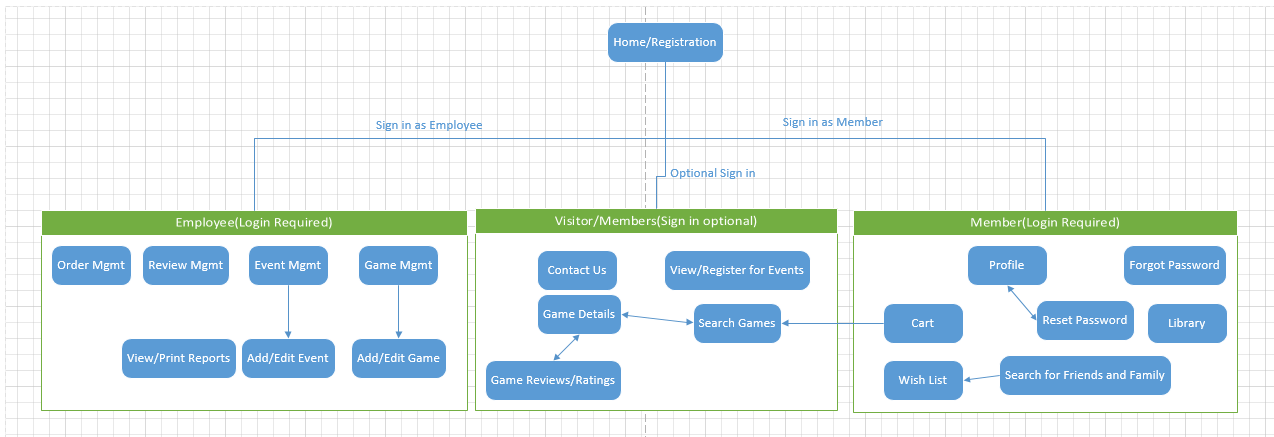 Home/Registration
Sign in as Employee
Sign in as Member
Optional Sign in
Employee(Login Required)
Order Mgmt
Review Mgmt
Event Mgmt
Game Mgmt
View/Print Reports
Add/Edit Event
Add/Edit Game
Visitor/Members(Sign in optional)
Contact Us
View/Register for Events
Game Details
Search Games
Game Reviews/Ratings
Member(Login Required)
Profile
Forgot Password
Cart
Reset Password
Library
Wish List
Search for Friends and Family